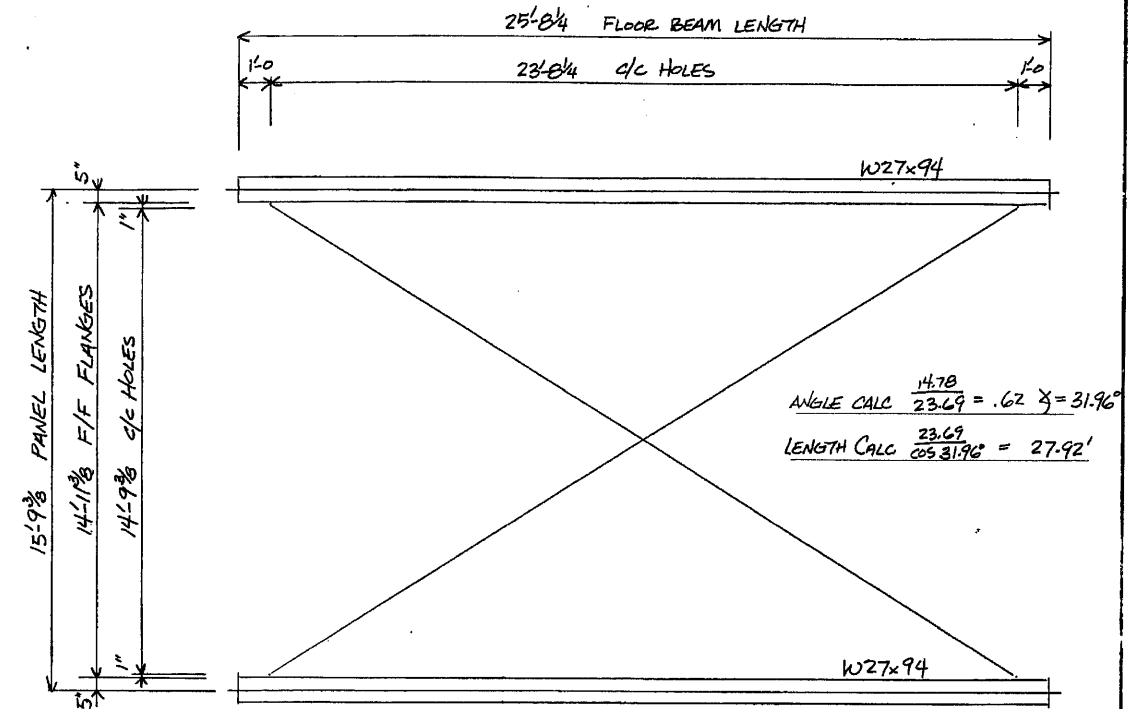 25'-8¼ FLOOR BEAM LENGTH
1'-0
23'-8¼ C/C HOLES
1'-0
5"
1"
W27x94
15'-9⅜ PANEL LENGTH
14'-11⅜ F/F FLANGES
14'-9⅜ C/C HOLES
ANGLE CALC 14.78/23.69 = .62 ∡ = 31.96°
LENGTH CALC 23.69/COS 31.96° = 27.92'
1"
5"
W27x94